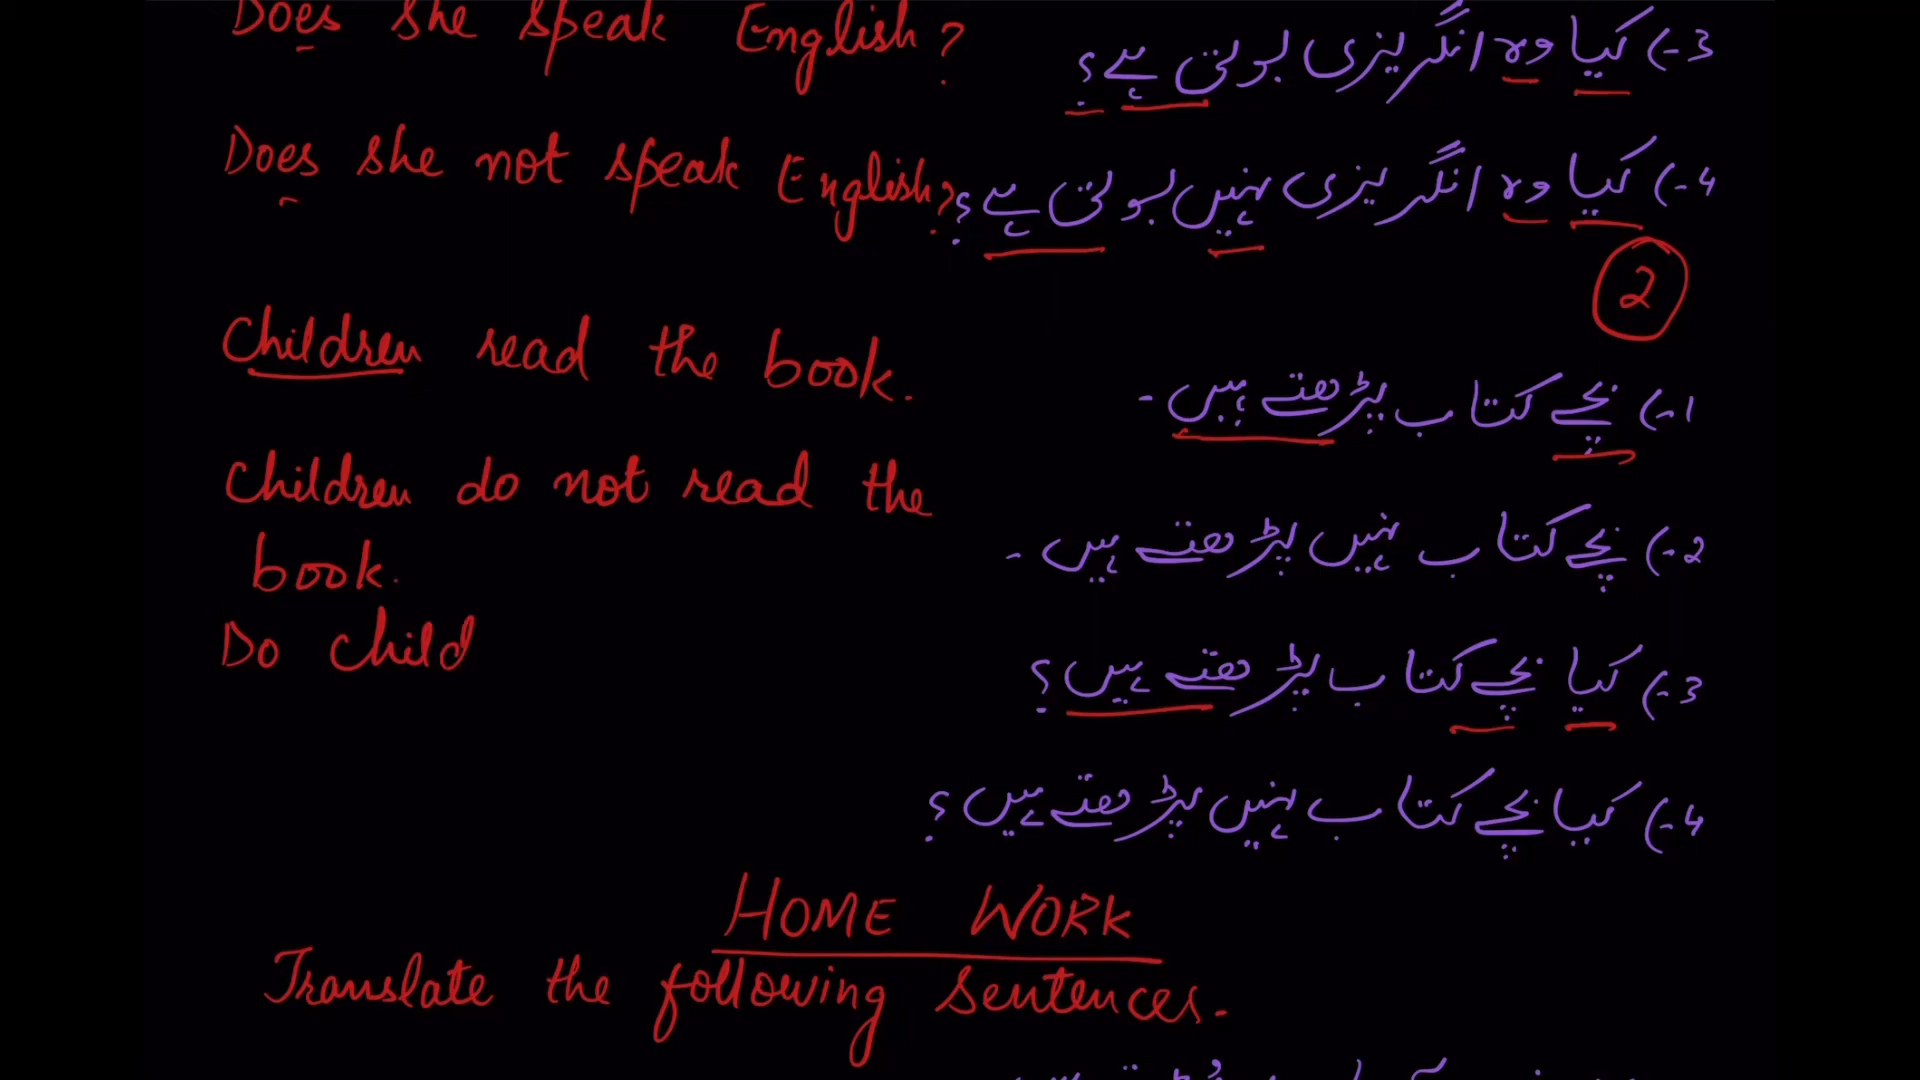 Does she speak English?
3-) کیا وہ انگریزی بولتی ہے؟
Does she not speak English?
4-) کیا وہ انگریزی نہیں بولتی ہے؟
2
Children read the book.
1-) بچے کتاب پڑھتے ہیں-
Children do not read the
book.
2-) بچے کتاب نہیں پڑھتے ہیں-
Do child
3-) کیا بچے کتاب پڑھتے ہیں؟
4-) کیا بچے کتاب نہیں پڑھتے ہیں؟
HOME WORK
Translate the following sentences.